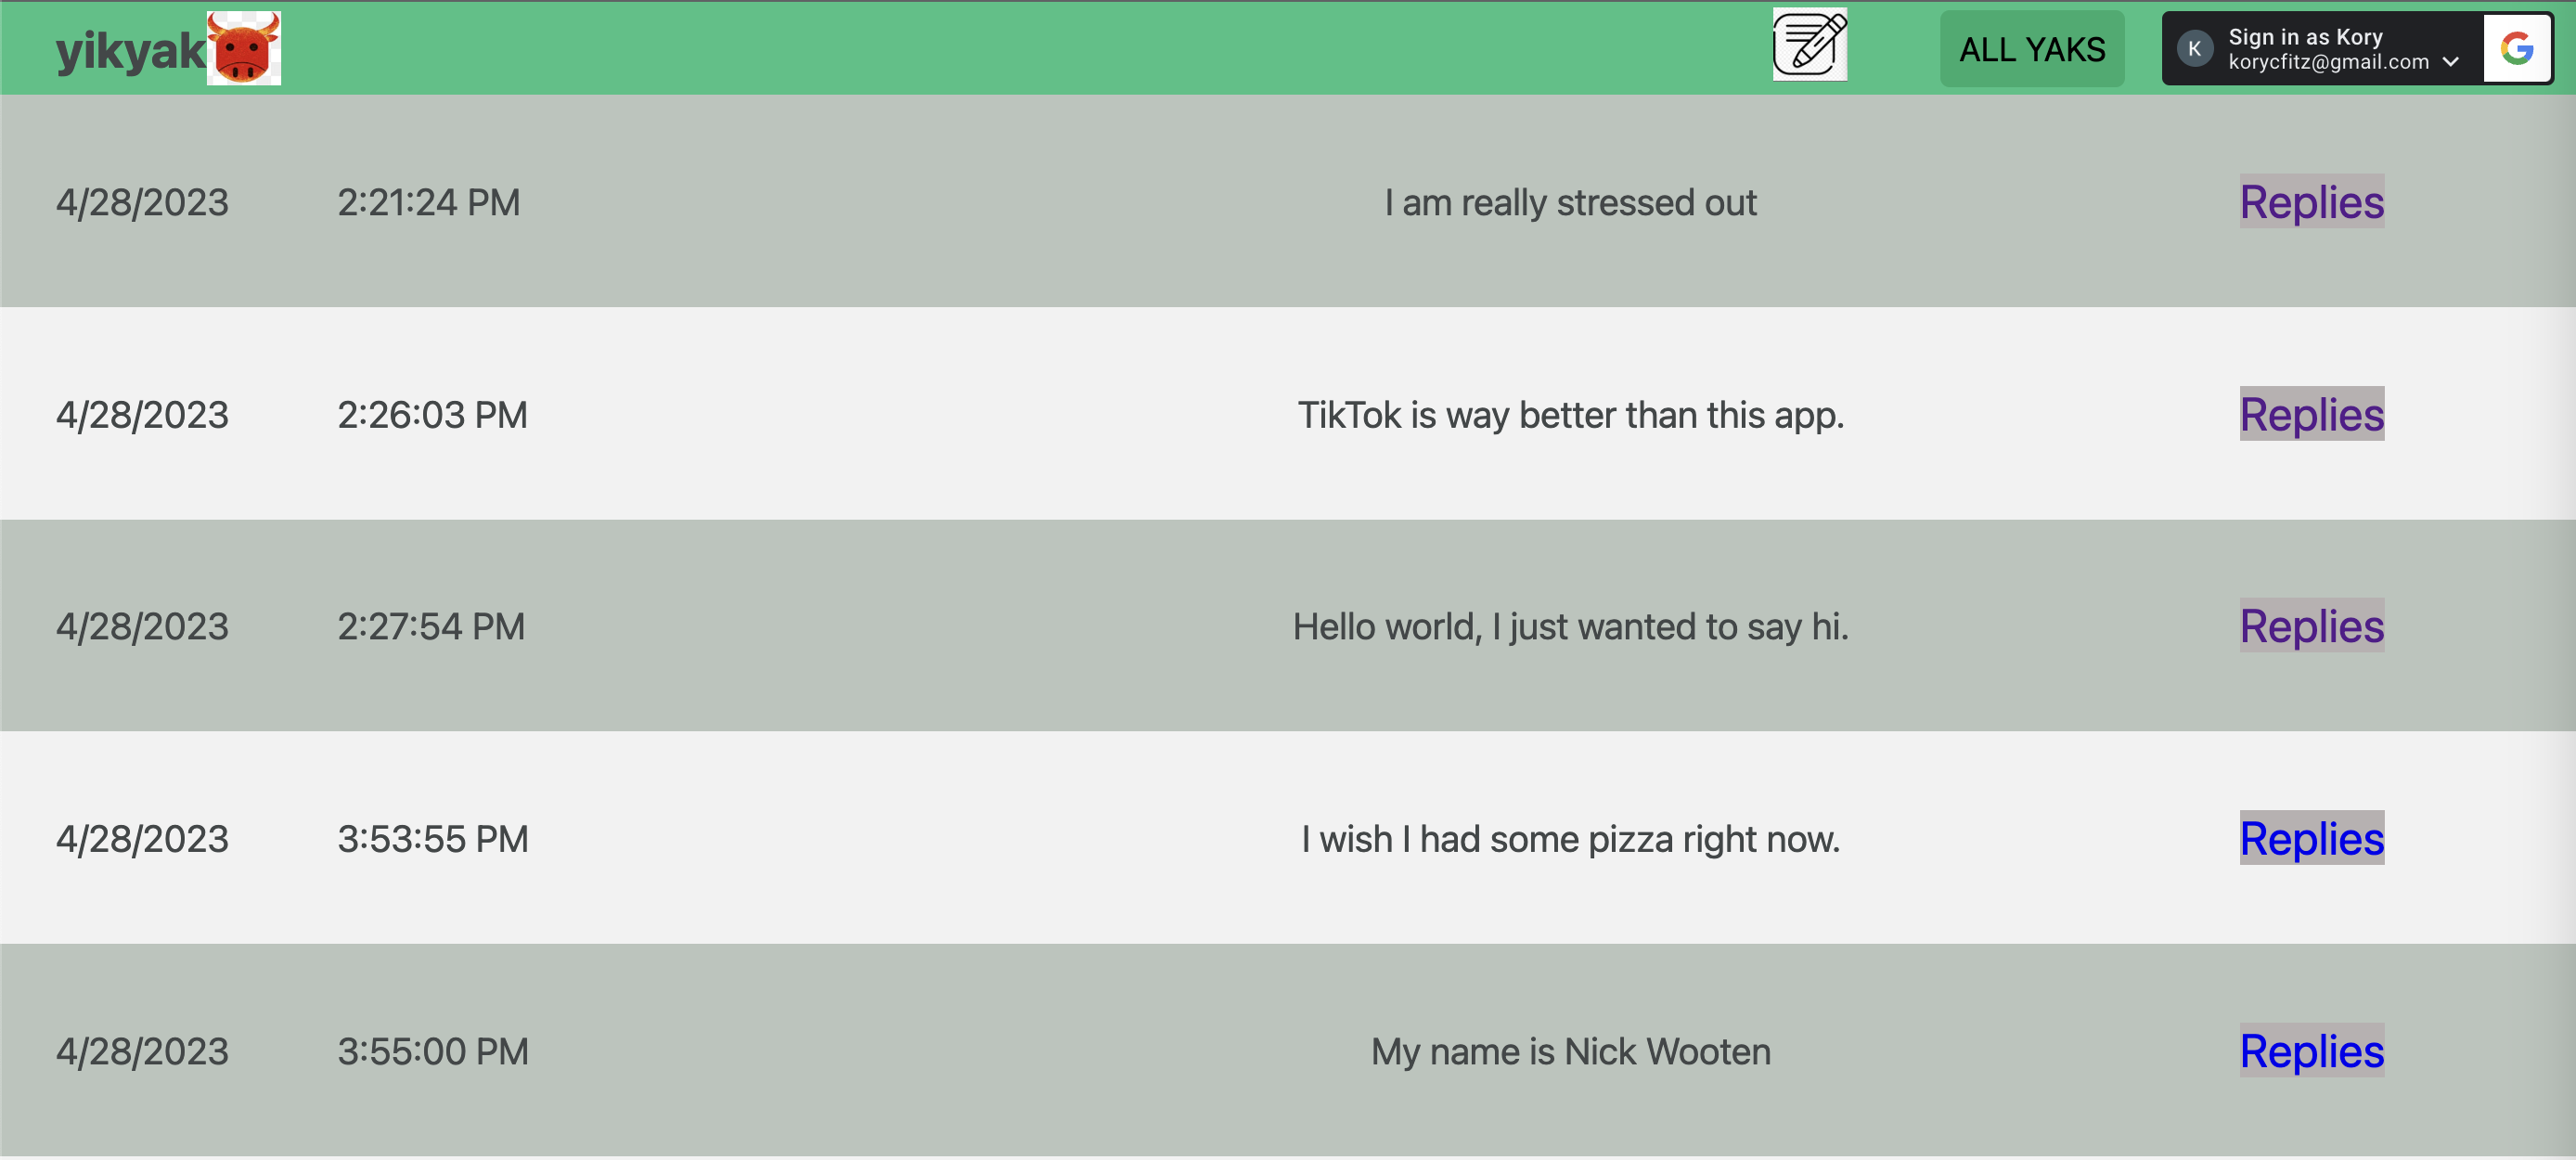 yikyak
ALL YAKS
K
Sign in as Kory
korycfitz@gmail.com
4/28/2023 2:21:24 PM I am really stressed out Replies
4/28/2023 2:26:03 PM TikTok is way better than this app. Replies
4/28/2023 2:27:54 PM Hello world, I just wanted to say hi. Replies
4/28/2023 3:53:55 PM I wish I had some pizza right now. Replies
4/28/2023 3:55:00 PM My name is Nick Wooten Replies